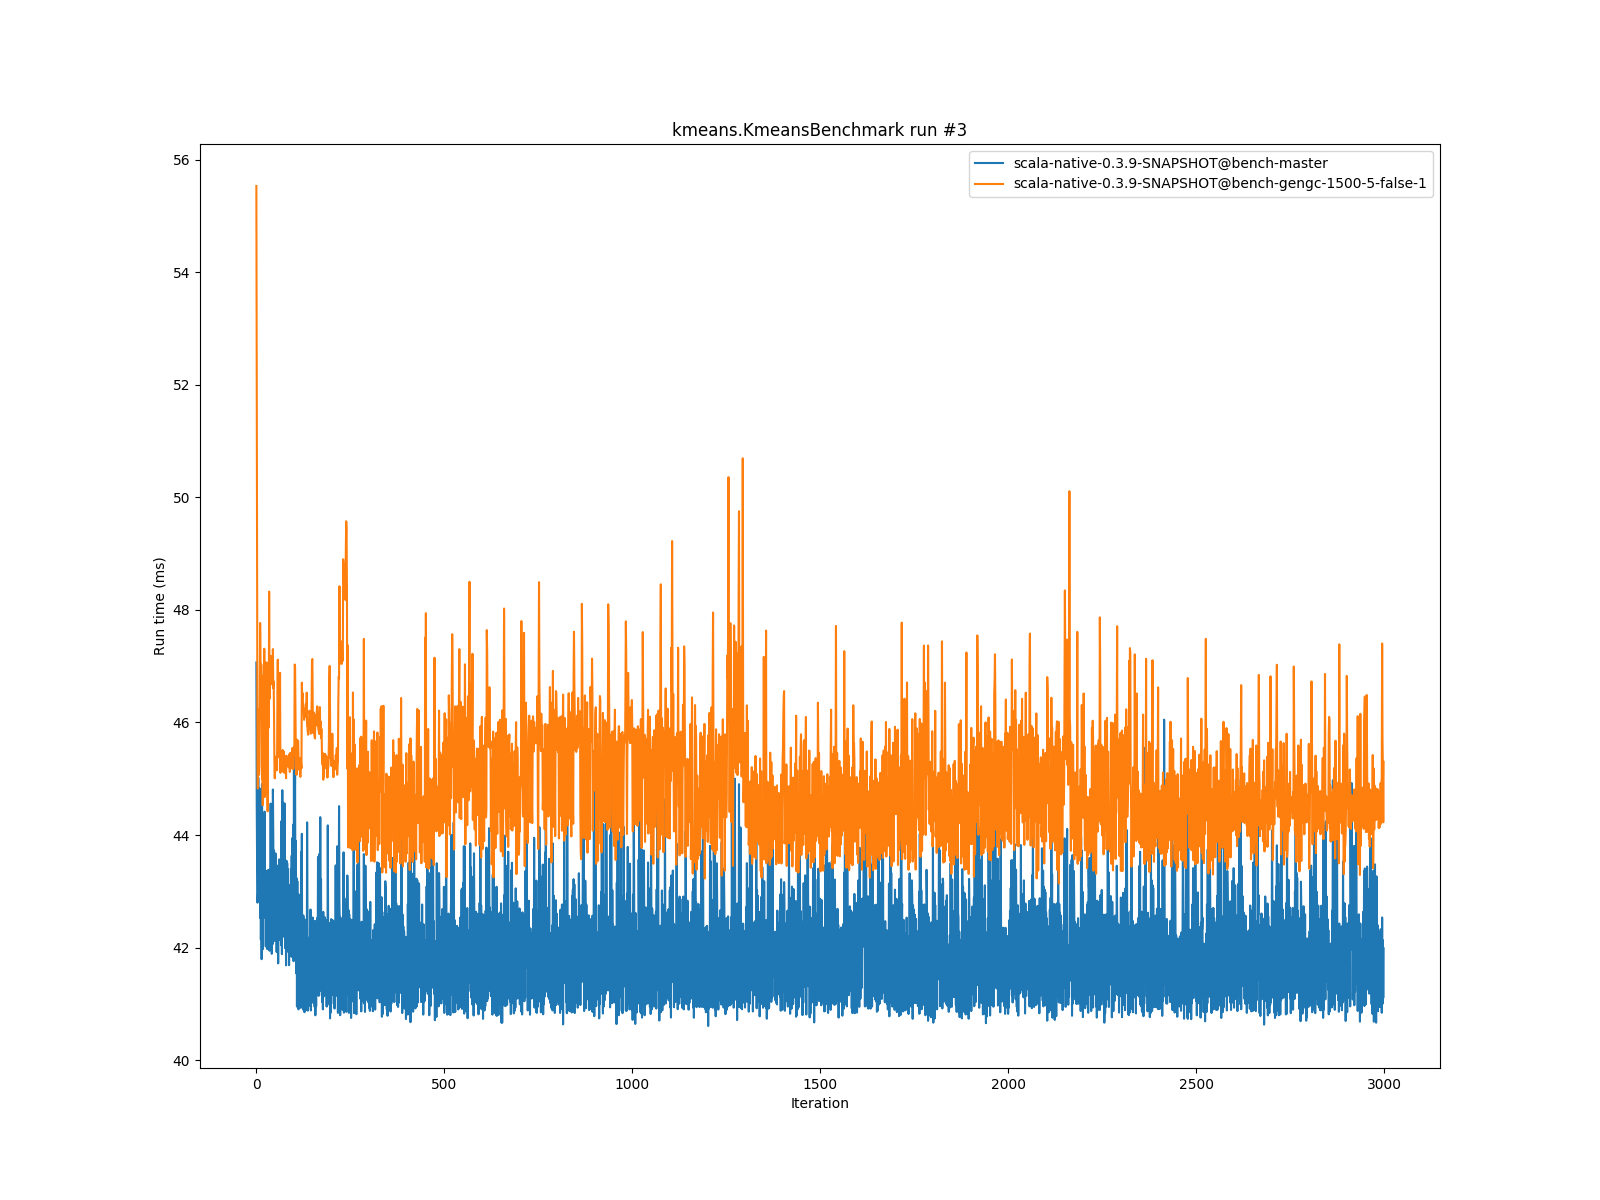 kmeans.KmeansBenchmark run #3
scala-native-0.3.9-SNAPSHOT@bench-master
scala-native-0.3.9-SNAPSHOT@bench-gengc-1500-5-false-1
56
54
52
50
48
46
44
42
40
Run time (ms)
0 500 1000 1500 2000 2500 3000
Iteration